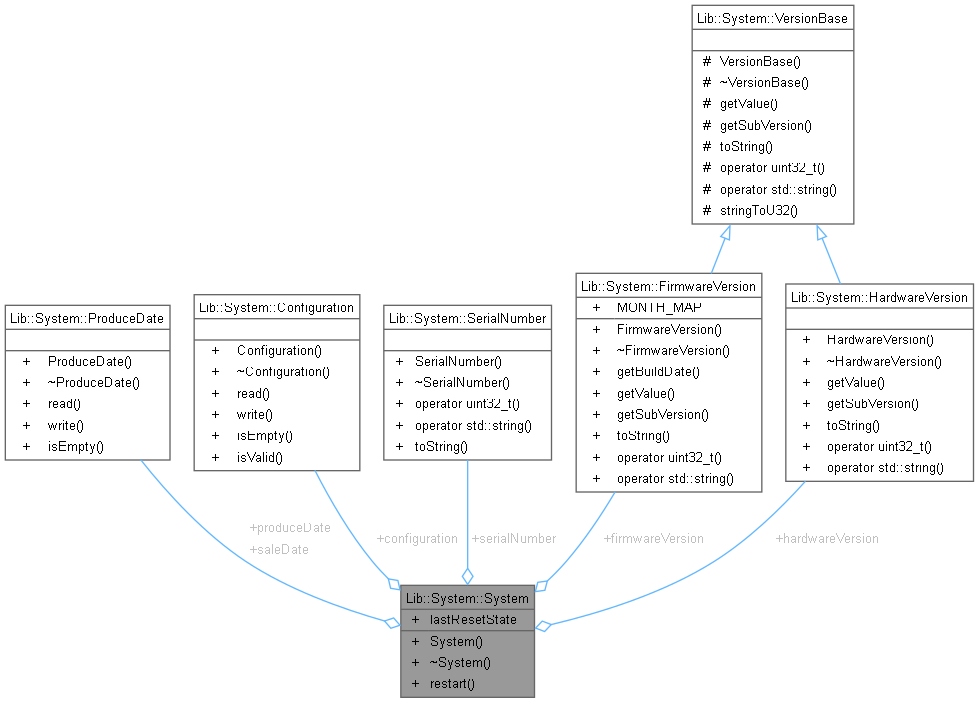 Lib::System::VersionBase
# VersionBase()
# ~VersionBase()
# getValue()
# getSubVersion()
# toString()
# operator uint32_t()
# operator std::string()
# stringToU32()
Lib::System::ProduceDate
+ ProduceDate()
+ ~ProduceDate()
+ read()
+ write()
+ isEmpty()
Lib::System::Configuration
+ Configuration()
+ ~Configuration()
+ read()
+ write()
+ isEmpty()
+ isValid()
Lib::System::SerialNumber
+ SerialNumber()
+ ~SerialNumber()
+ operator uint32_t()
+ operator std::string()
+ toString()
Lib::System::FirmwareVersion
+ MONTH_MAP
+ FirmwareVersion()
+ ~FirmwareVersion()
+ getBuildDate()
+ getValue()
+ getSubVersion()
+ toString()
+ operator uint32_t()
+ operator std::string()
Lib::System::HardwareVersion
+ HardwareVersion()
+ ~HardwareVersion()
+ getValue()
+ getSubVersion()
+ toString()
+ operator uint32_t()
+ operator std::string()
+produceDate
+saleDate
+configuration
+serialNumber
+firmwareVersion
+hardwareVersion
Lib::System::System
+ lastResetState
+ System()
+ ~System()
+ restart()